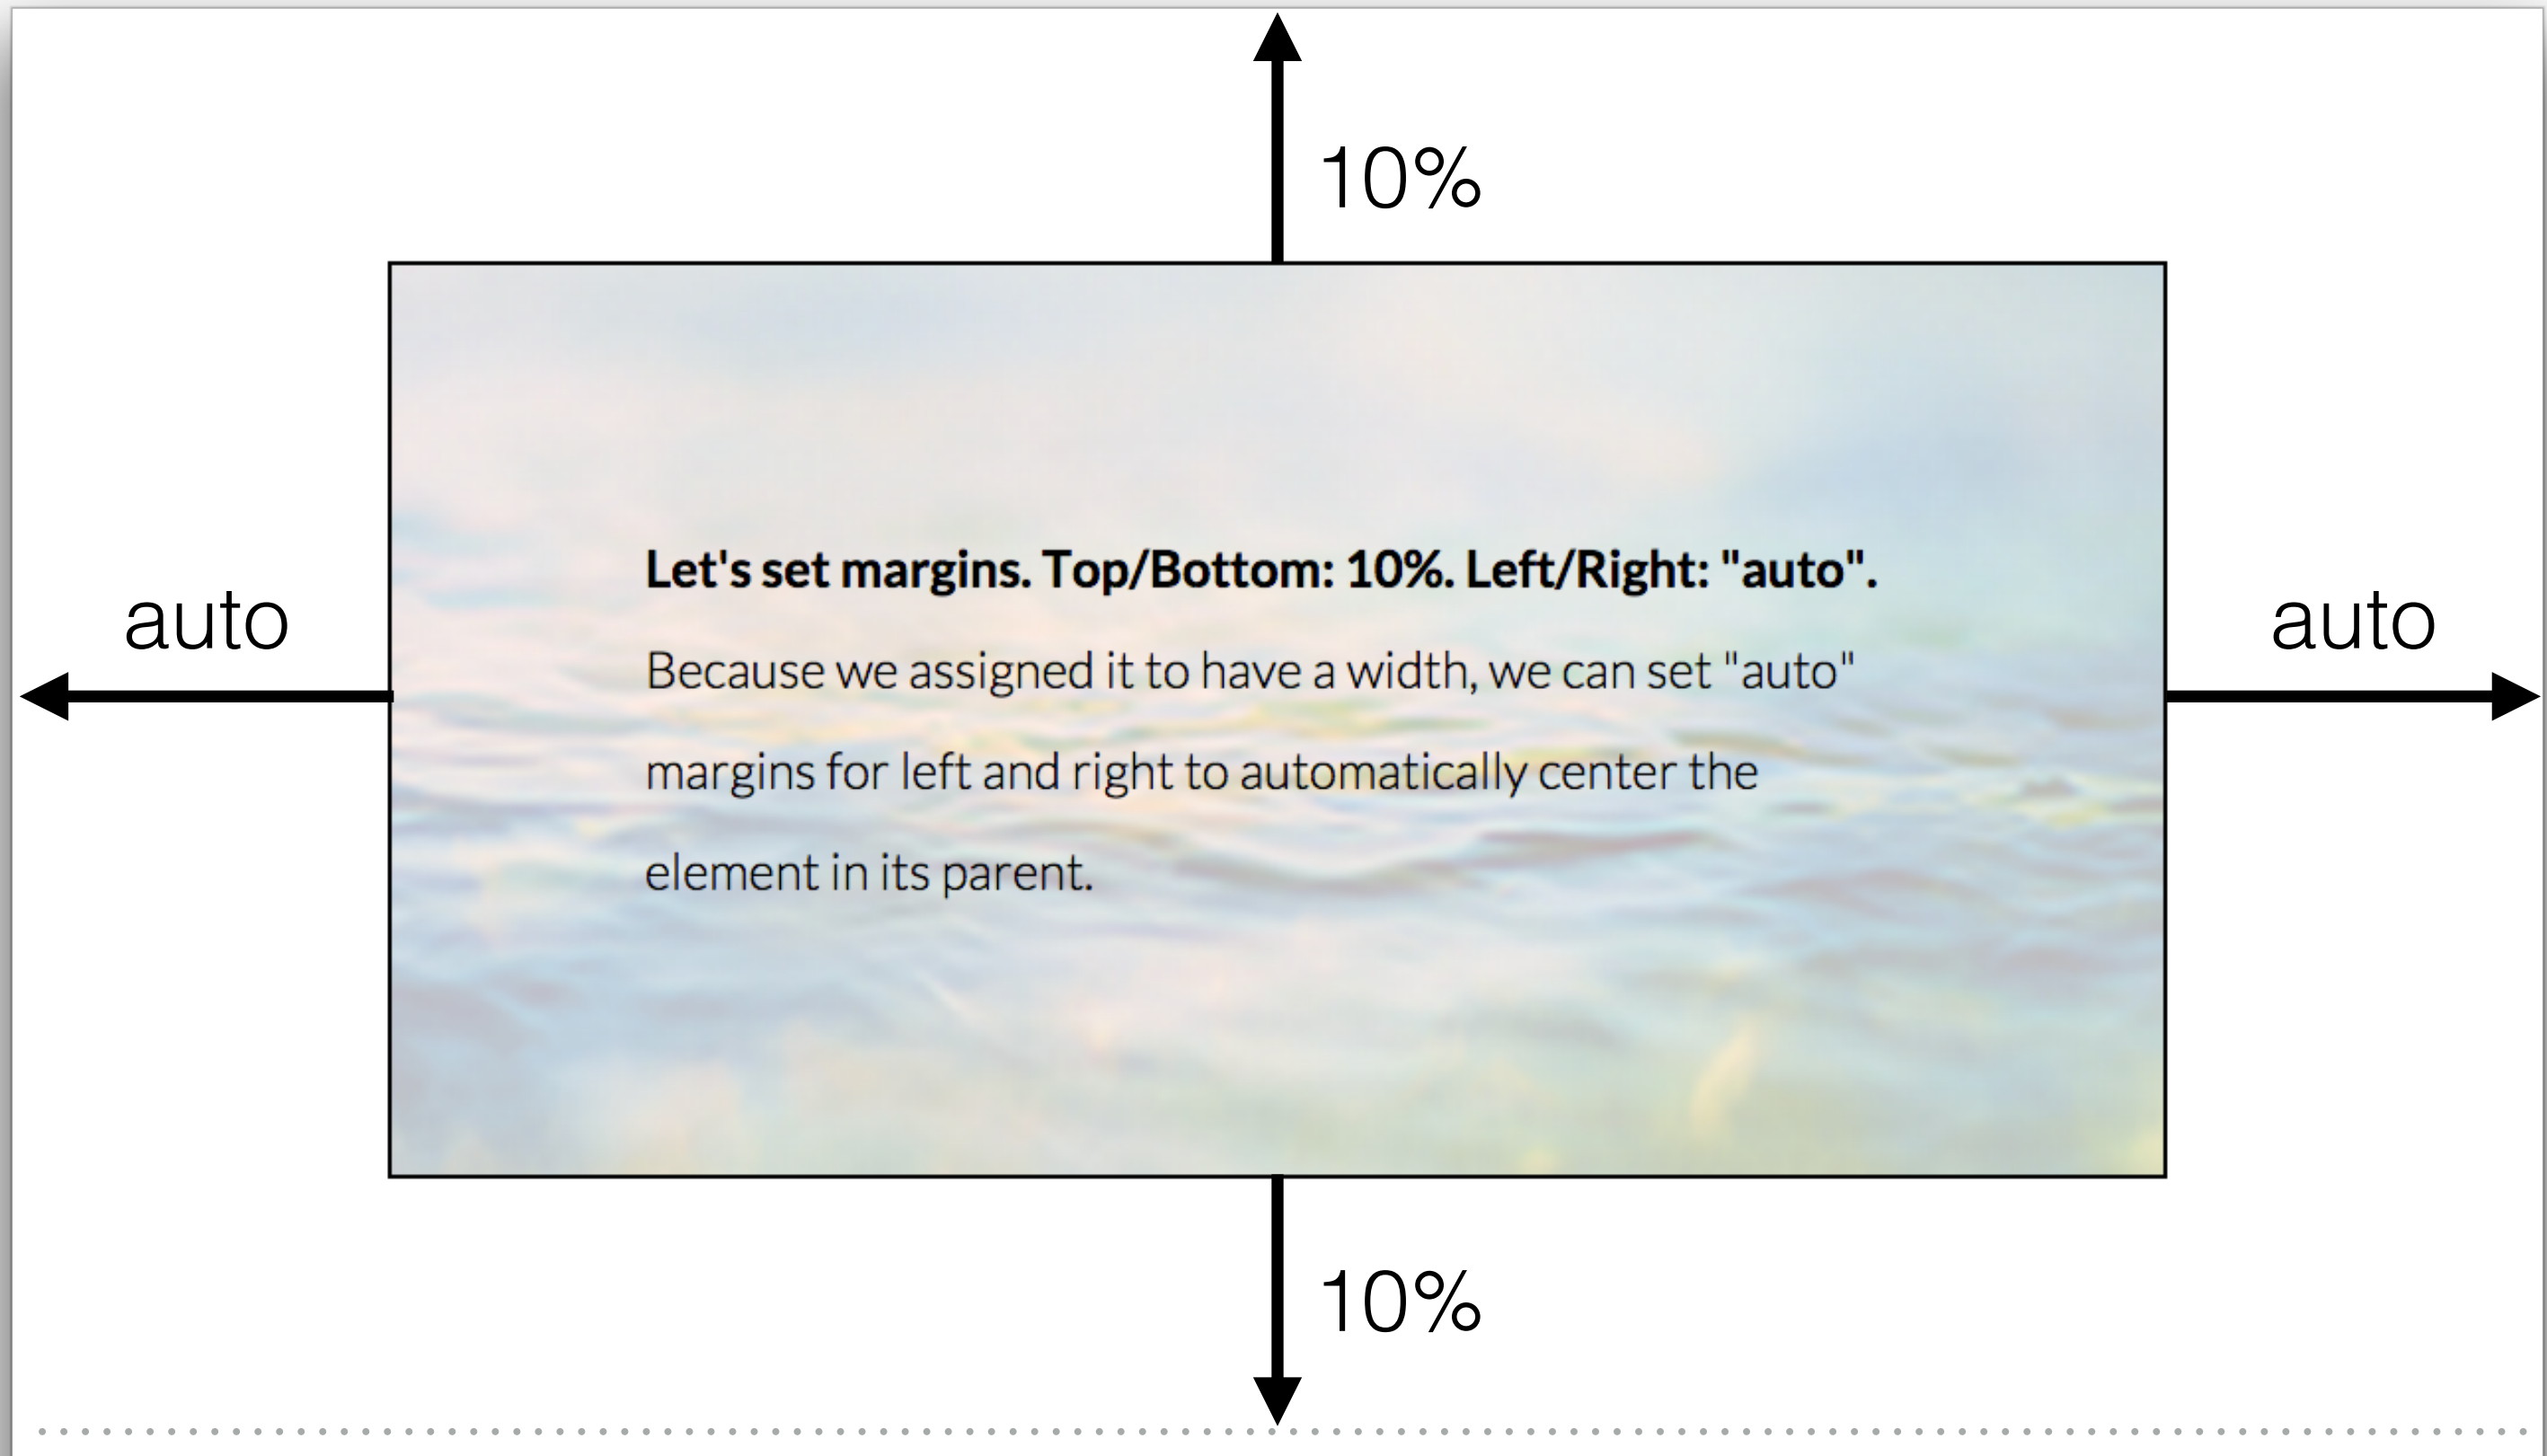 10%
Let's set margins. Top/Bottom: 10%. Left/Right: "auto".
auto
auto
Because we assigned it to have a width, we can set "auto"
margins for left and right to automatically center the
element in its parent.
10%